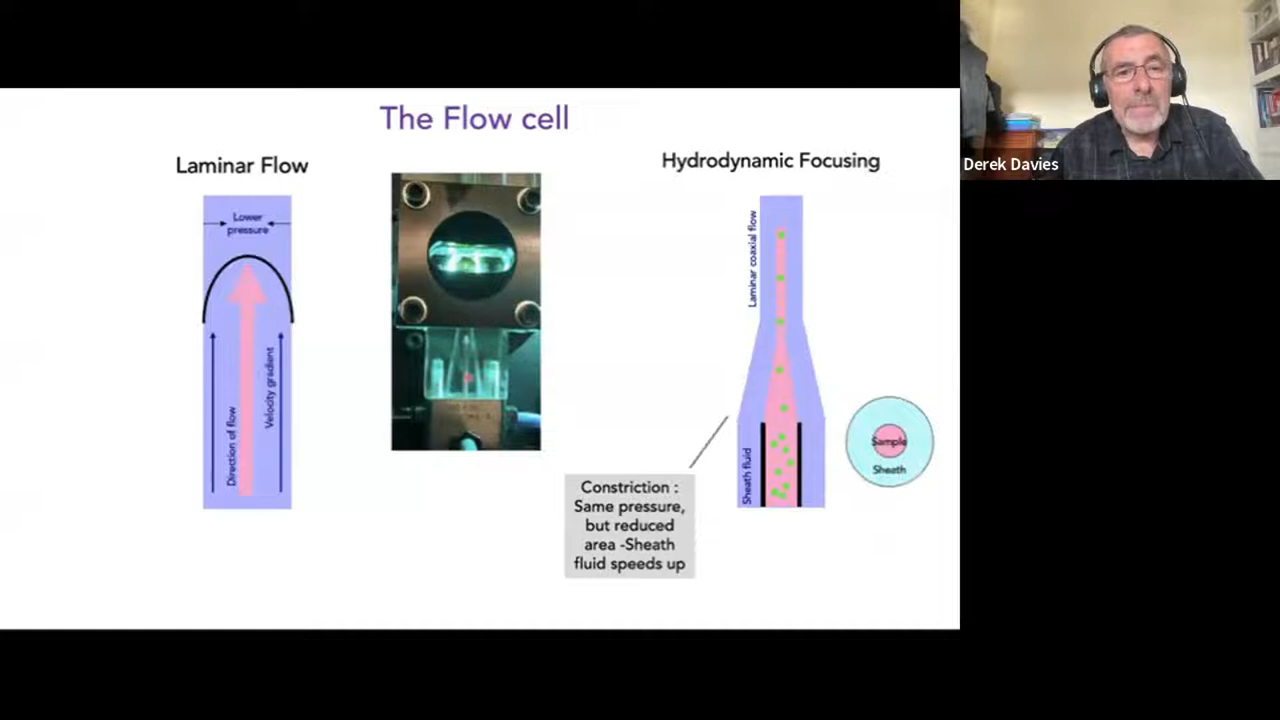 The Flow cell
Laminar Flow
Lower
pressure
Direction of flow
Velocity gradient
Hydrodynamic Focusing
Laminar coaxial flow
Sheath fluid
Sample
Sheath
Constriction :
Same pressure,
but reduced
area -Sheath
fluid speeds up
Derek Davies